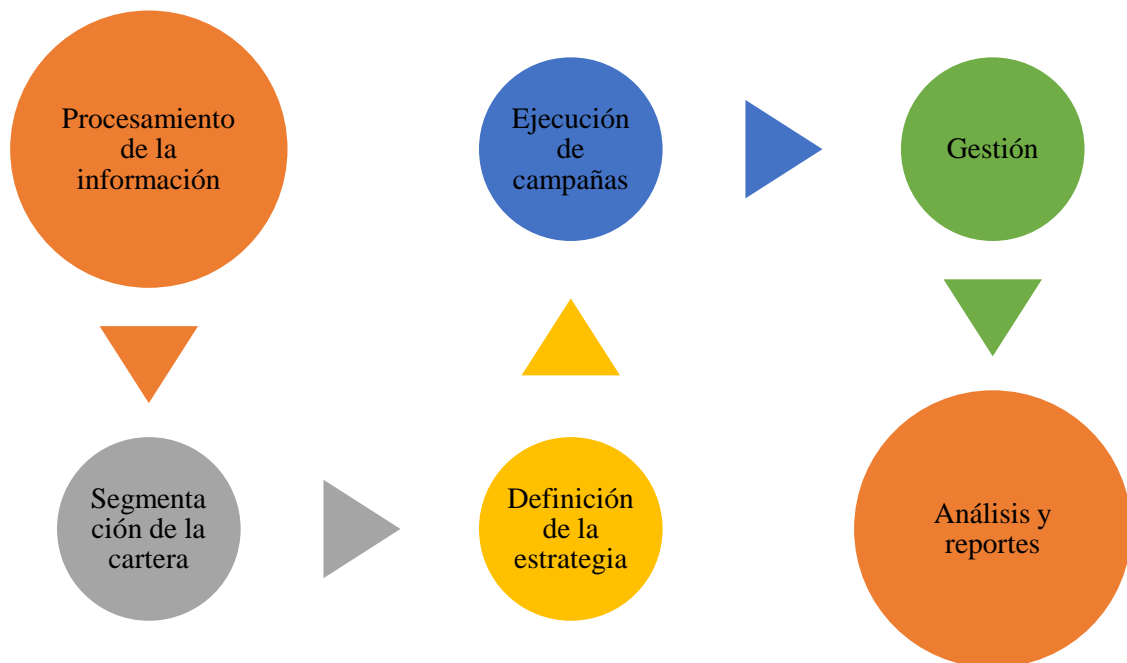 Procesamiento
de la
información
Segmenta
ción de la
cartera
Definición
de la
estrategia
Ejecución
de
campañas
Gestión
Análisis y
reportes